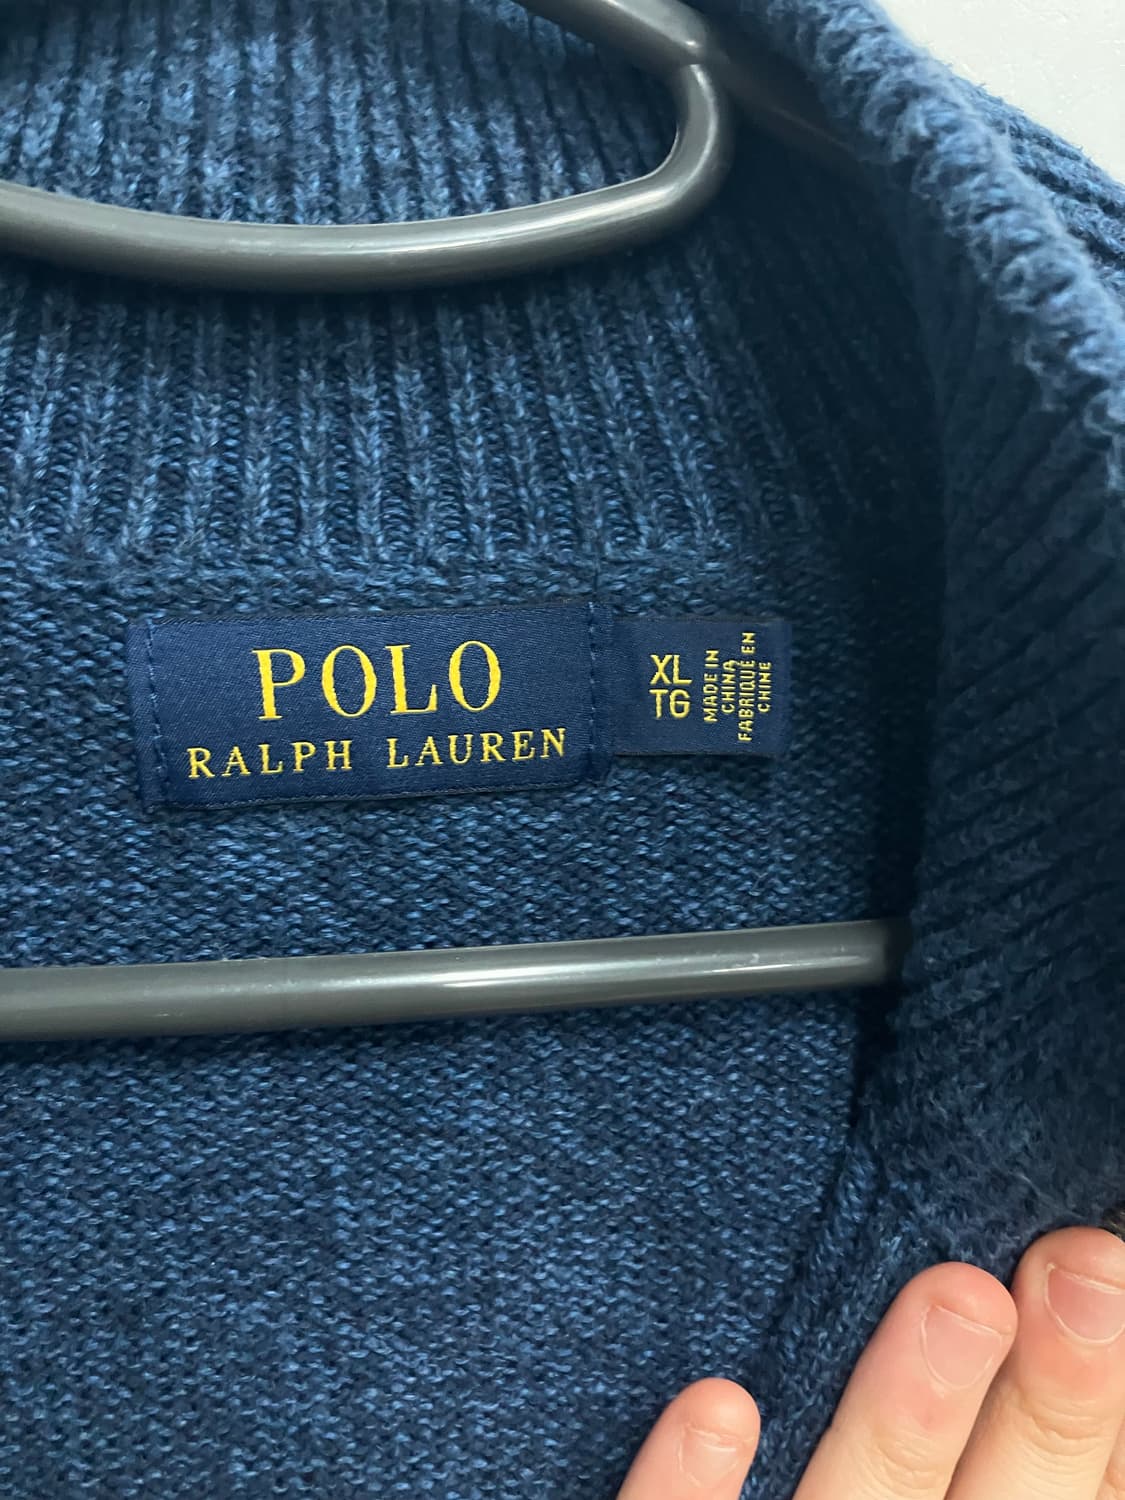 POLO
RALPH LAUREN
XL
TG
MADE IN
CHINA
FABRIQUÉ EN
CHINE